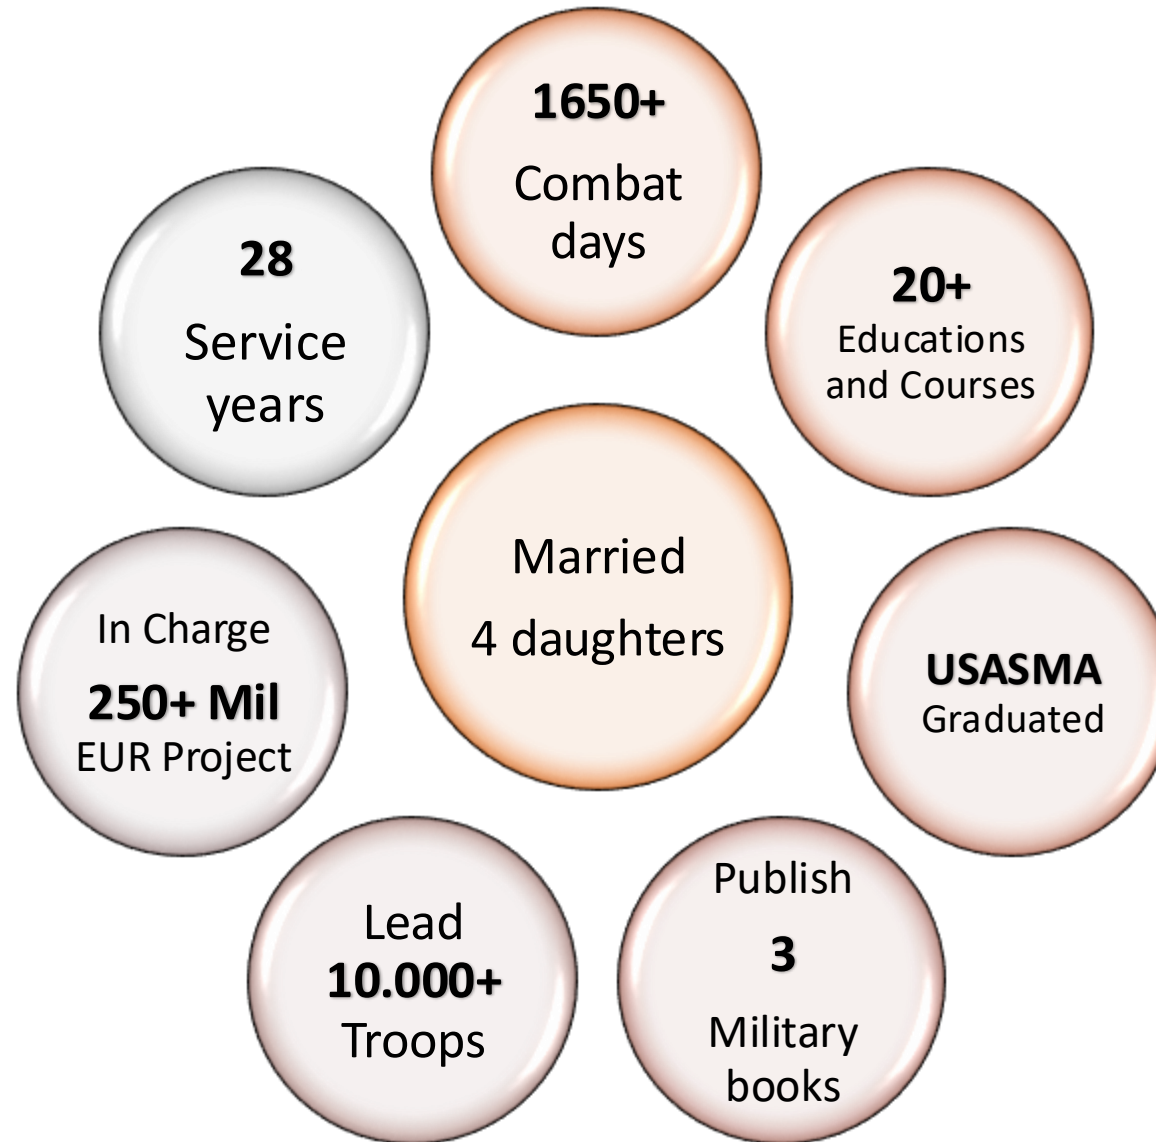 1650+
Combat
days
20+
Educations
and Courses
USASMA
Graduated
Publish
3
Military
books
Lead
10.000+
Troops
In Charge
250+ Mil
EUR Project
28
Service
years
Married
4 daughters